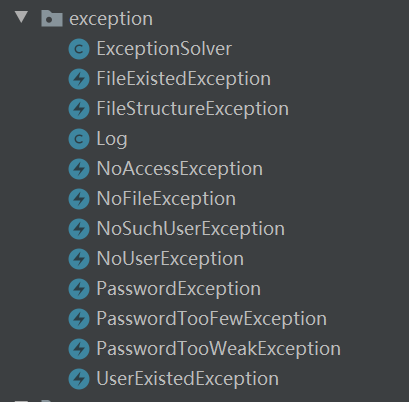 exception
ExceptionSolver
FileExistedException
FileStructureException
Log
NoAccessException
NoFileException
NoSuchUserException
NoUserException
PasswordException
PasswordTooFewException
PasswordTooWeakException
UserExistedException